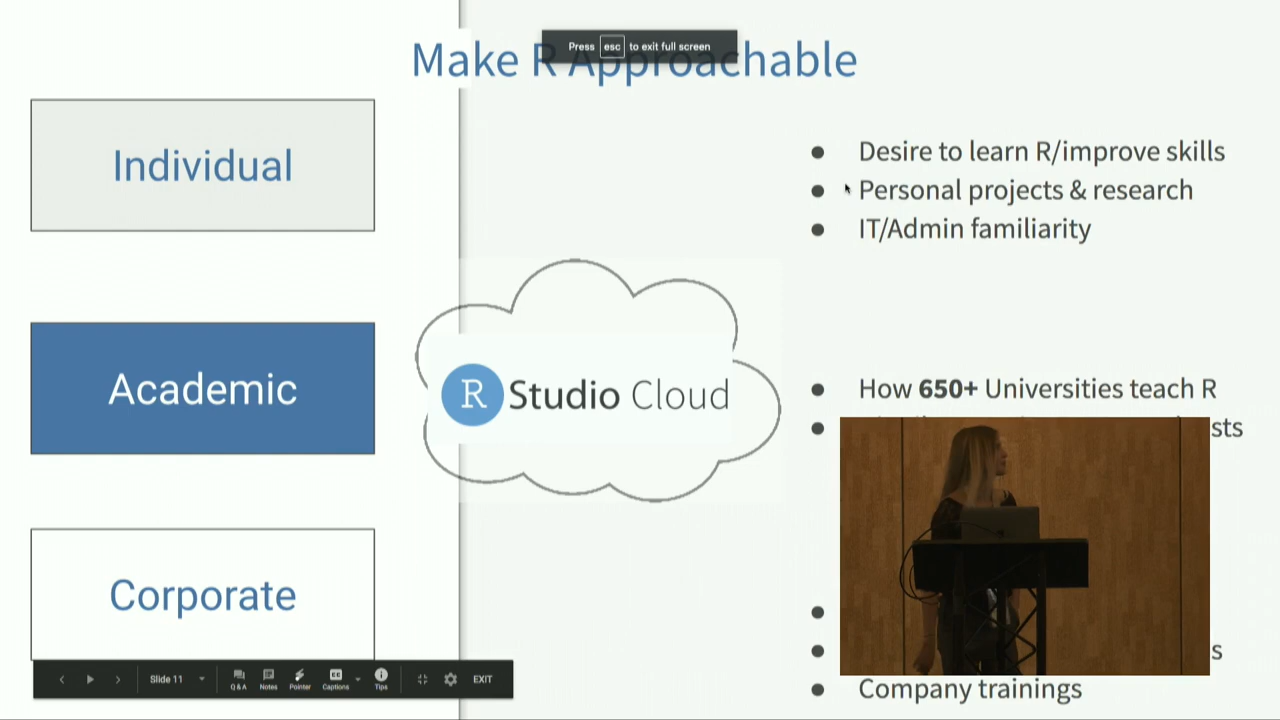 Press esc to exit full screen
Make R Approachable
Individual
Desire to learn R/improve skills
Personal projects & research
IT/Admin familiarity
Academic
R Studio Cloud
How 650+ Universities teach R
Corporate
Company trainings
Slide 11
Q&A
Notes
Pointer
CC
Captions
Tips
EXIT